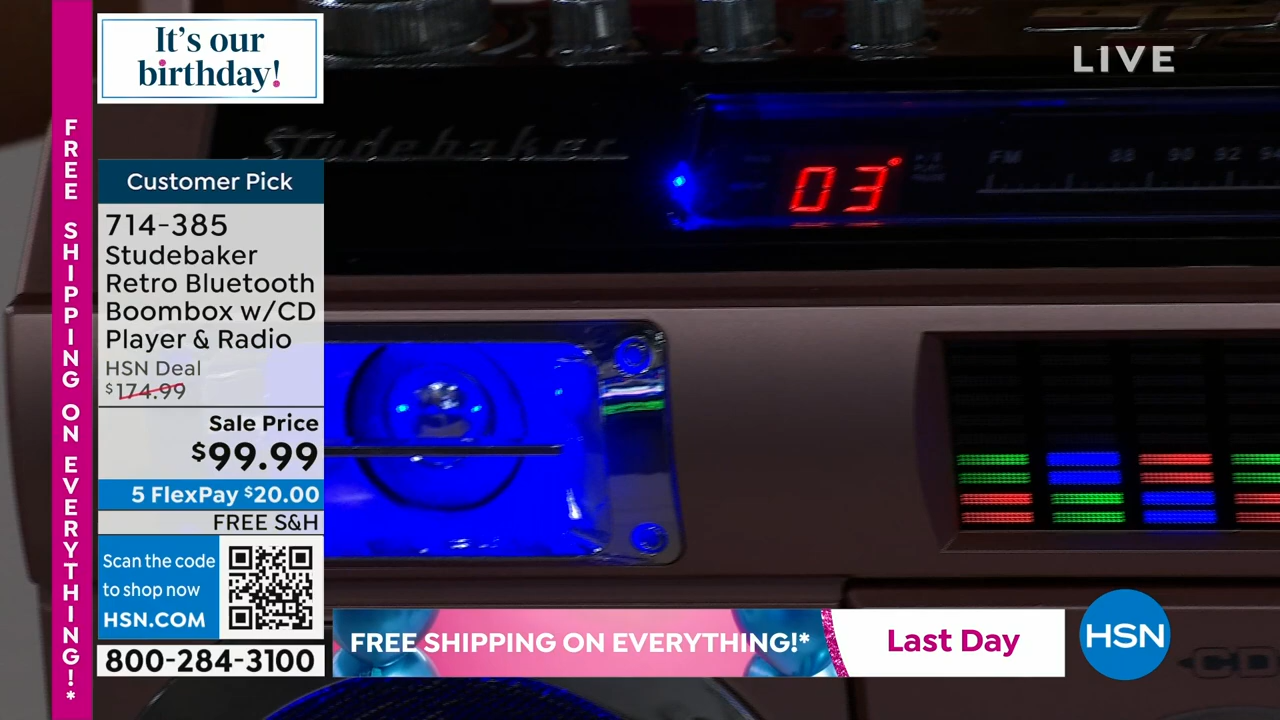 It's our
birthday!
FREE SHIPPING ON EVERYTHING!*
Customer Pick
714-385
Studebaker
Retro Bluetooth
Boombox w/CD
Player & Radio
HSN Deal
$174.99
Sale Price
$99.99
5 FlexPay $20.00
FREE S&H
Scan the code
to shop now
HSN.COM
800-284-3100
LIVE
Studebaker
03
FM 88 90 92 94
FREE SHIPPING ON EVERYTHING!*
Last Day
HSN
CD